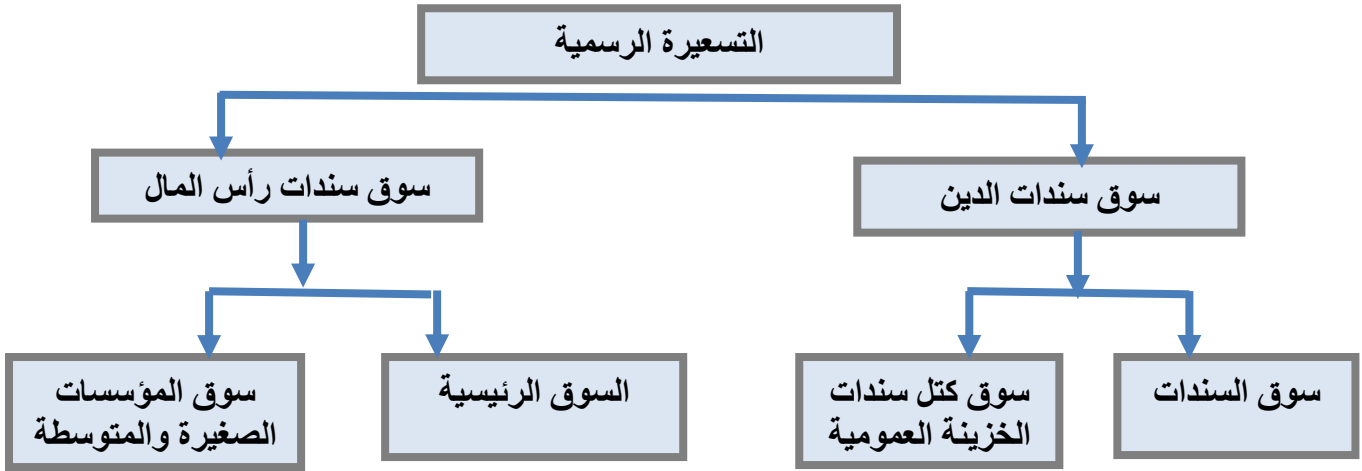 التسعيرة الرسمية
سوق سندات الدين
سوق سندات رأس المال
سوق السندات
سوق كتل سندات
الخزينة العمومية
السوق الرئيسية
سوق المؤسسات
الصغيرة والمتوسطة